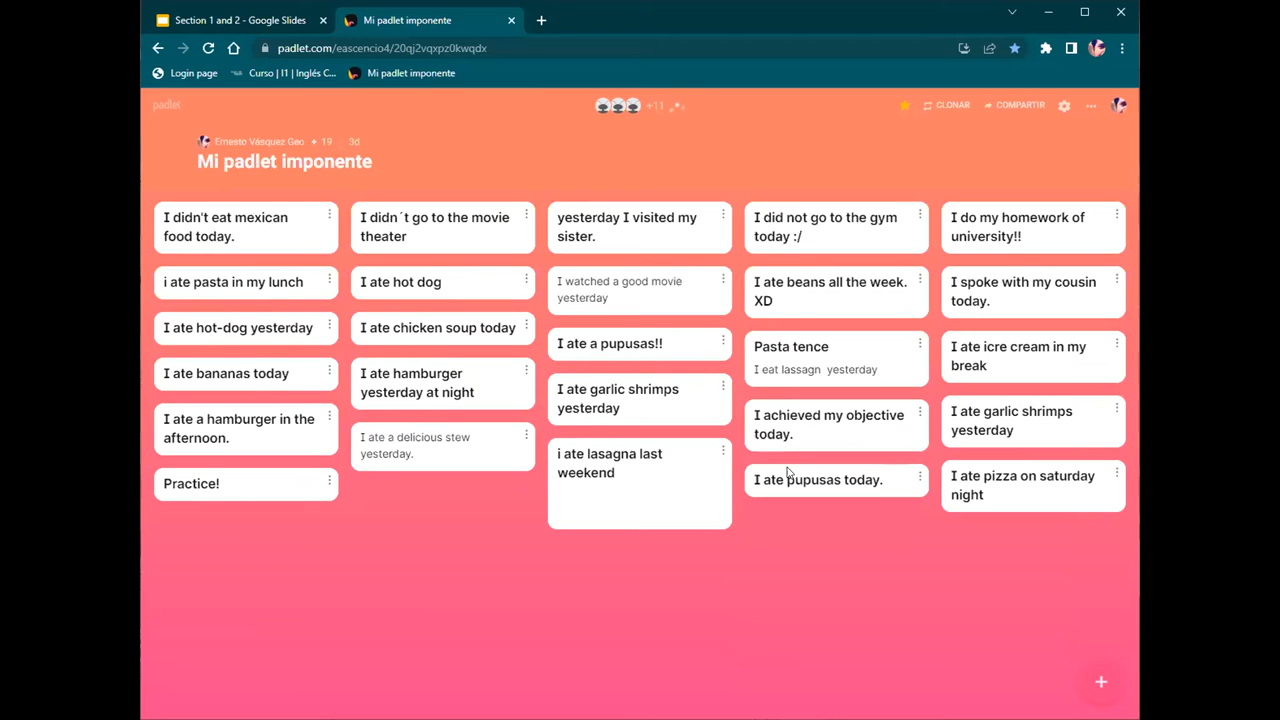 Section 1 and 2 - Google Slides
Mi padlet imponente
padlet.com/eascencio4/20qj2vqxpz0kwqdx
Login page
Curso | I1 | Inglés C...
Mi padlet imponente
padlet
+11
CLONAR
COMPARTIR
Ernesto Vásquez Geo + 19 3d
Mi padlet imponente
I didn't eat mexican
food today.
i ate pasta in my lunch
I ate hot-dog yesterday
I ate bananas today
I ate a hamburger in the
afternoon.
Practice!
I didn´t go to the movie
theater
I ate hot dog
I ate chicken soup today
I ate hamburger
yesterday at night
I ate a delicious stew
yesterday.
yesterday I visited my
sister.
I watched a good movie
yesterday
I ate a pupusas!!
I ate garlic shrimps
yesterday
i ate lasagna last
weekend
I did not go to the gym
today :/
I ate beans all the week.
XD
Pasta tence
I eat lassagn yesterday
I achieved my objective
today.
I ate pupusas today.
I do my homework of
university!!
I spoke with my cousin
today.
I ate icre cream in my
break
I ate garlic shrimps
yesterday
I ate pizza on saturday
night